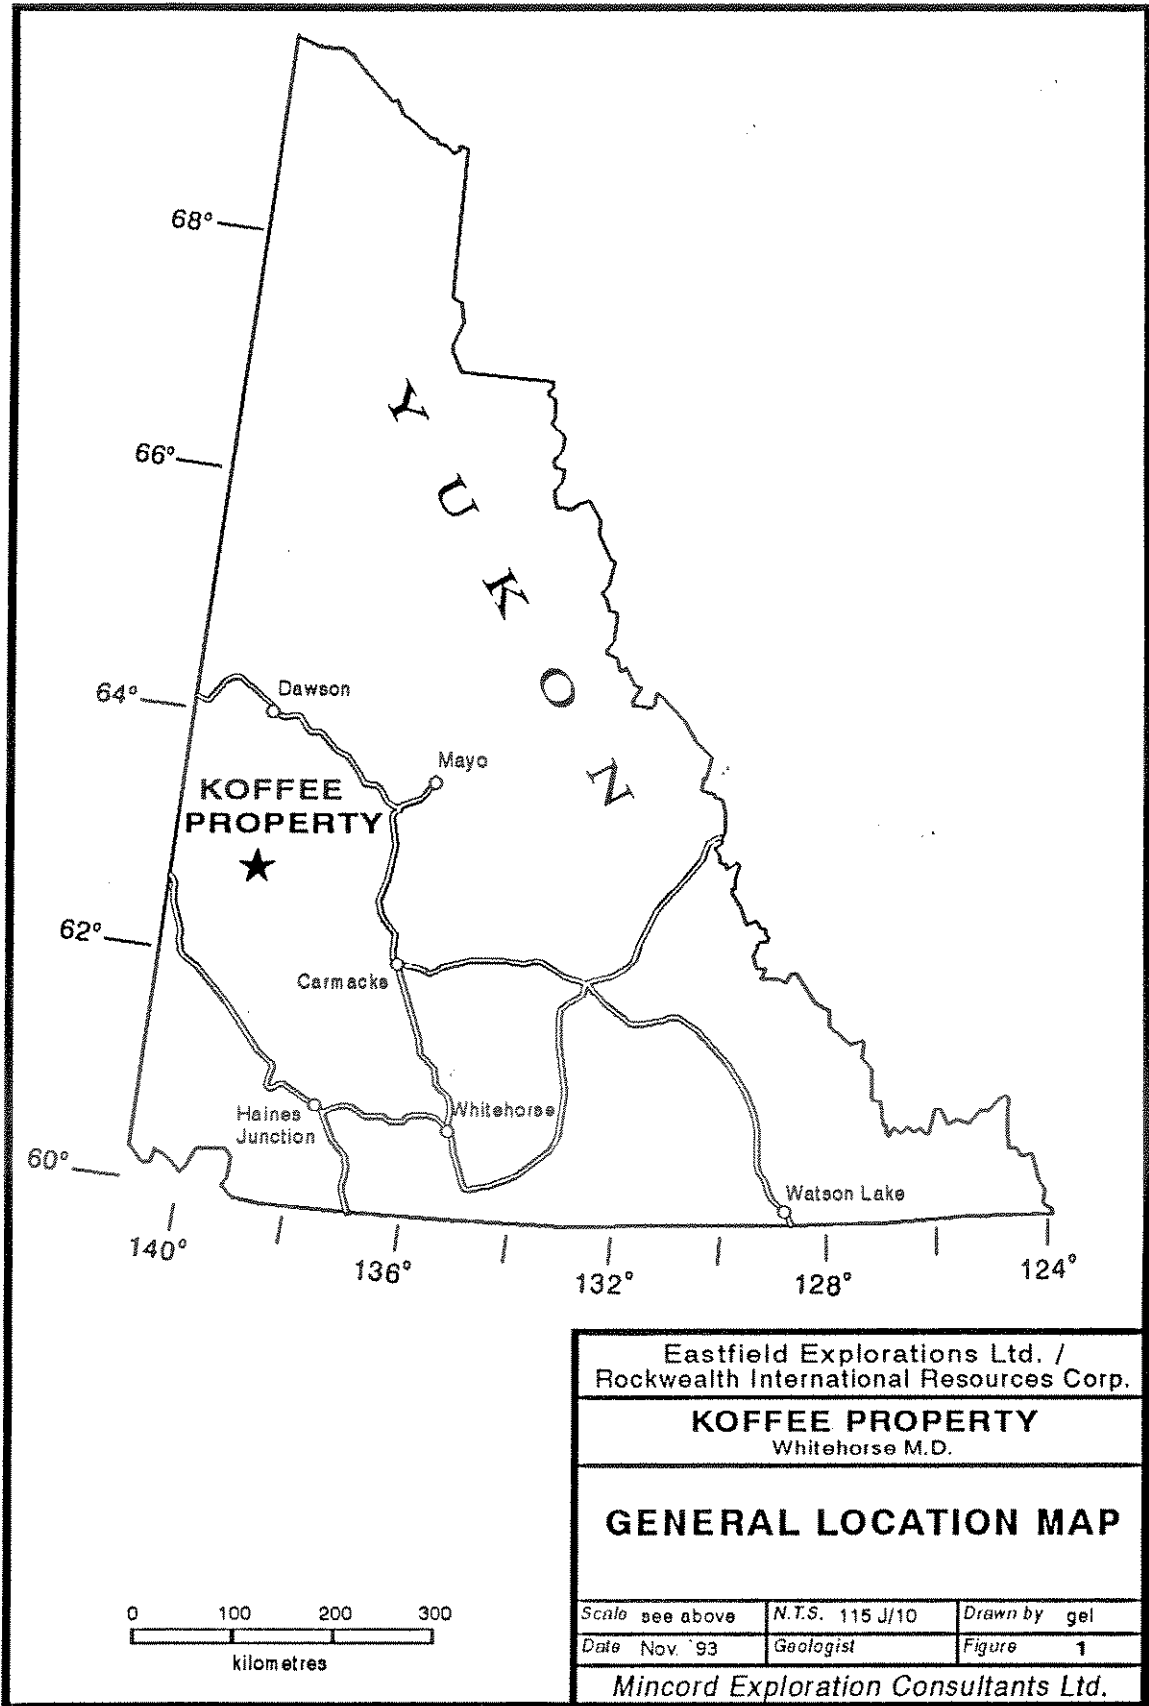 68°
66°
64°
62°
60°
Y U K O N
Dawson
Mayo
KOFFEE
PROPERTY
Carmacks
Haines
Junction
Whitehorse
Watson Lake
140°
136°
132°
128°
124°
Eastfield Explorations Ltd. /
Rockwealth International Resources Corp.
KOFFEE PROPERTY
Whitehorse M.D.
GENERAL LOCATION MAP
Scale see above N.T.S. 115 J/10 Drawn by gel
Date Nov. '93 Geologist Figure 1
Mincord Exploration Consultants Ltd.
0 100 200 300
kilometres